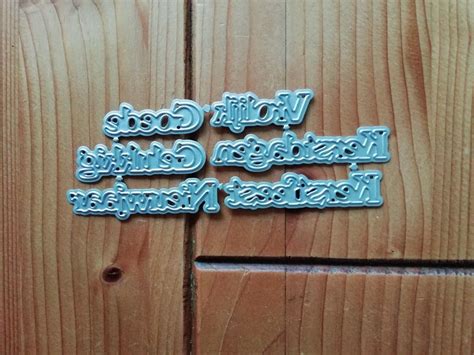 Vrolijk Goede
Kerstdagen Gelukkig
Kerstfeest Nieuwjaar